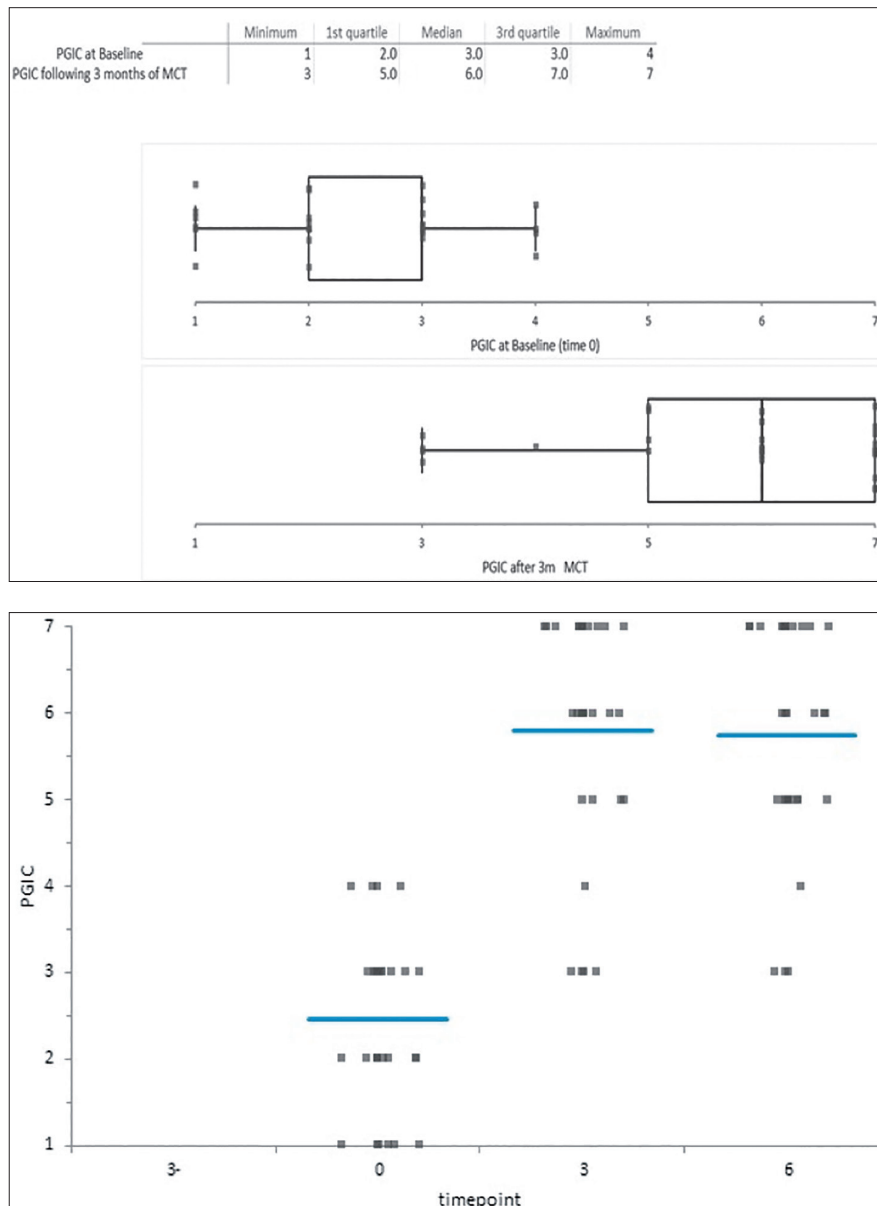 Minimum 1st quartile Median 3rd quartile Maximum
PGIC at Baseline 1 2.0 3.0 3.0 4
PGIC following 3 months of MCT 3 5.0 6.0 7.0 7
1 2 3 4 5 6 7
PGIC at Baseline (time 0)
1 3 5 7
PGIC after 3m MCT
7
6
5
4
3
2
1
PGIC
3- 0 3 6
timepoint